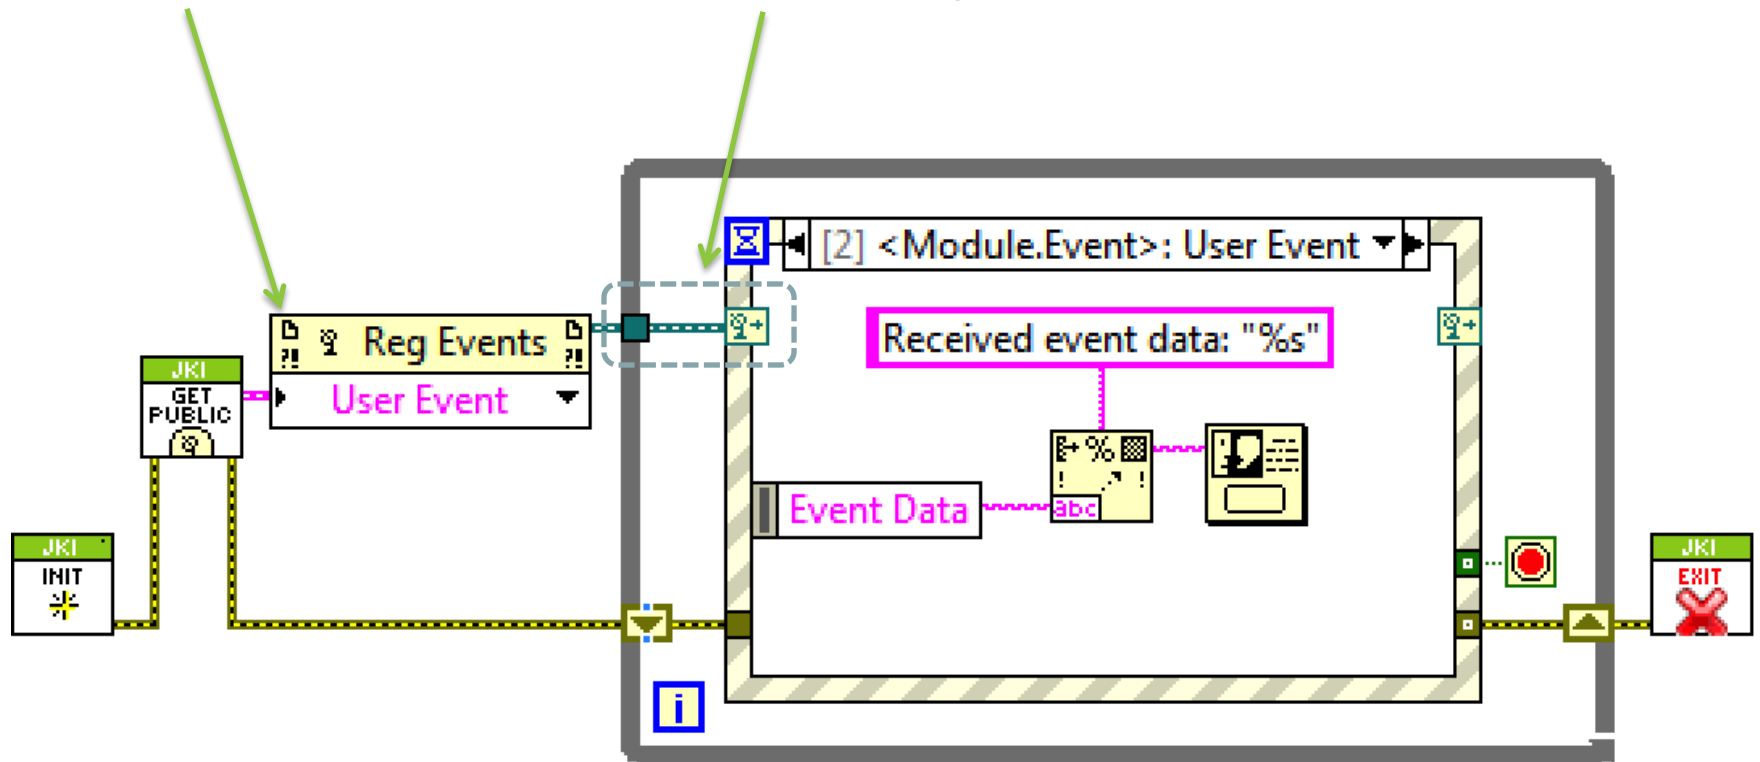 [2] <Module.Event>: User Event
Reg Events
User Event
Received event data: "%s"
JKI
GET
PUBLIC
%
! !
abc
Event Data
JKI
INIT
JKI
EXIT
i